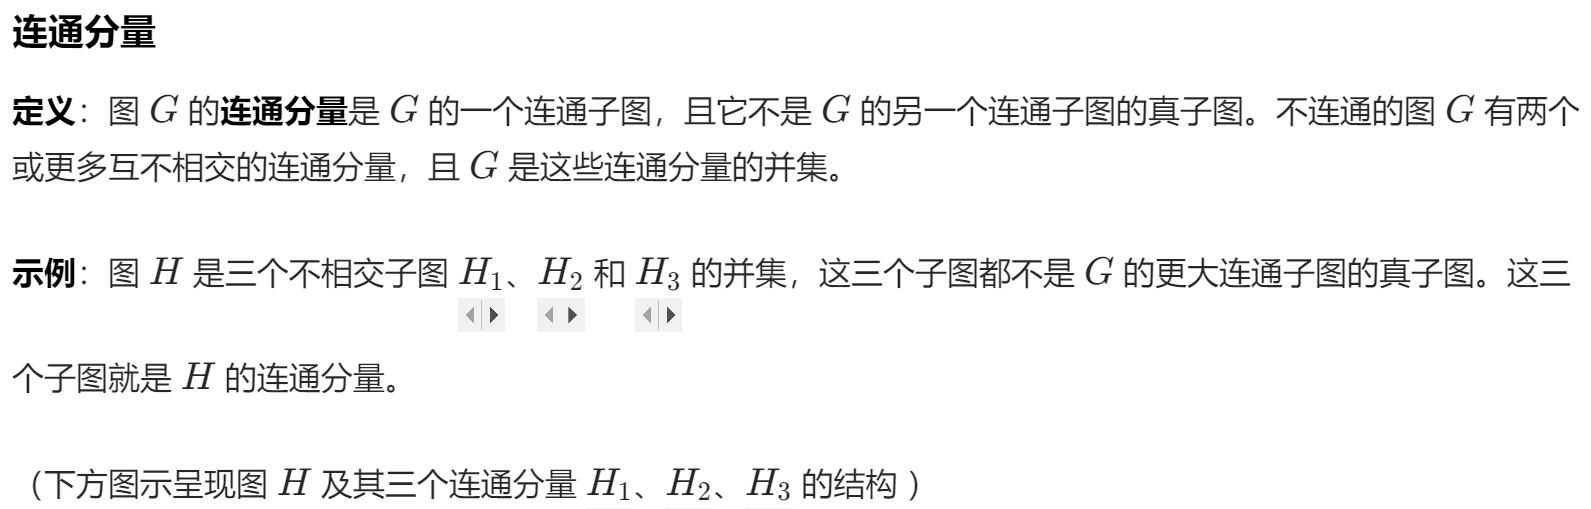 连通分量
定义：图 G 的连通分量是 G 的一个连通子图，且它不是 G 的另一个连通子图的真子图。不连通的图 G 有两个
或更多互不相交的连通分量，且 G 是这些连通分量的并集。
示例：图 H 是三个不相交子图 H₁、H₂ 和 H₃ 的并集，这三个子图都不是 G 的更大连通子图的真子图。这三
个子图就是 H 的连通分量。
（下方图示呈现图 H 及其三个连通分量 H₁、H₂、H₃ 的结构 ）